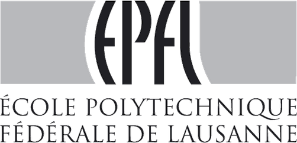 EPFL
ÉCOLE POLYTECHNIQUE
FÉDÉRALE DE LAUSANNE